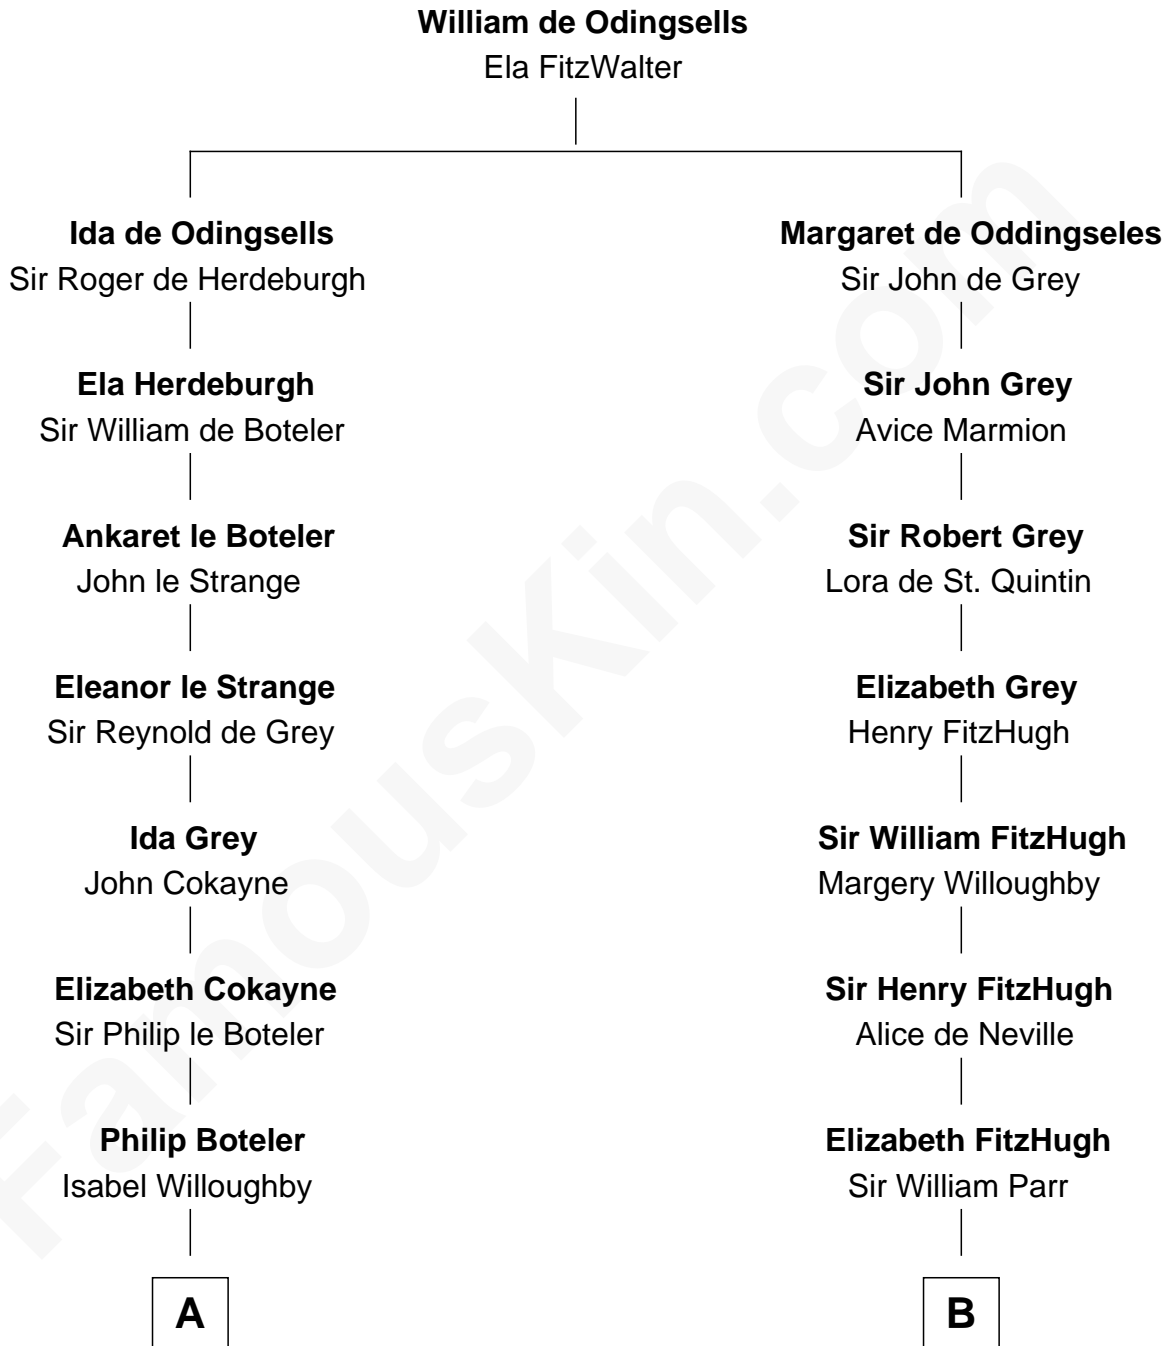 William de Odingsells
Ela FitzWalter
Ida de Odingsells
Sir Roger de Herdeburgh
Margaret de Oddingseles
Sir John de Grey
Ela Herdeburgh
Sir William de Boteler
Sir John Grey
Avice Marmion
Ankaret le Boteler
John le Strange
Sir Robert Grey
Lora de St. Quintin
Eleanor le Strange
Sir Reynold de Grey
Elizabeth Grey
Henry FitzHugh
Ida Grey
John Cokayne
Sir William FitzHugh
Margery Willoughby
Elizabeth Cokayne
Sir Philip le Boteler
Sir Henry FitzHugh
Alice de Neville
Philip Boteler
Isabel Willoughby
Elizabeth FitzHugh
Sir William Parr
A
B
FamousKin.com